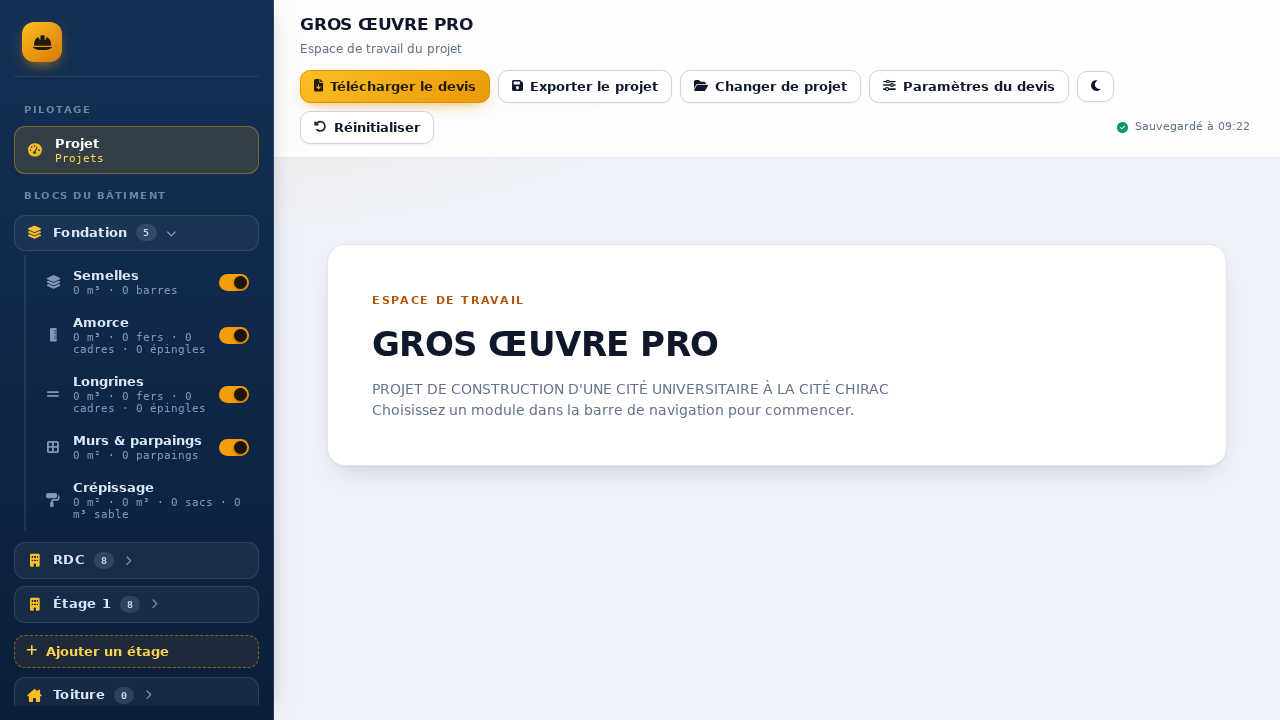 PILOTAGE
Projet
Projets
BLOCS DU BÂTIMENT
Fondation 5
Semelles
0 m³ · 0 barres
Amorce
0 m³ · 0 fers · 0
cadres · 0 épingles
Longrines
0 m³ · 0 fers · 0
cadres · 0 épingles
Murs & parpaings
0 m² · 0 parpaings
Crépissage
0 m² · 0 m³ · 0 sacs · 0
m³ sable
RDC 8
Étage 1 8
+ Ajouter un étage
Toiture 0
GROS ŒUVRE PRO
Espace de travail du projet
Télécharger le devis
Exporter le projet
Changer de projet
Paramètres du devis
Réinitialiser
Sauvegardé à 09:22
ESPACE DE TRAVAIL
GROS ŒUVRE PRO
PROJET DE CONSTRUCTION D'UNE CITÉ UNIVERSITAIRE À LA CITÉ CHIRAC
Choisissez un module dans la barre de navigation pour commencer.